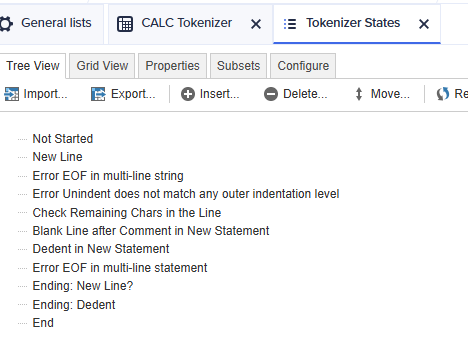 General lists
CALC Tokenizer
Tokenizer States
Tree View
Grid View
Properties
Subsets
Configure
Import...
Export...
Insert...
Delete...
Move...
Re
Not Started
New Line
Error EOF in multi-line string
Error Unindent does not match any outer indentation level
Check Remaining Chars in the Line
Blank Line after Comment in New Statement
Dedent in New Statement
Error EOF in multi-line statement
Ending: New Line?
Ending: Dedent
End